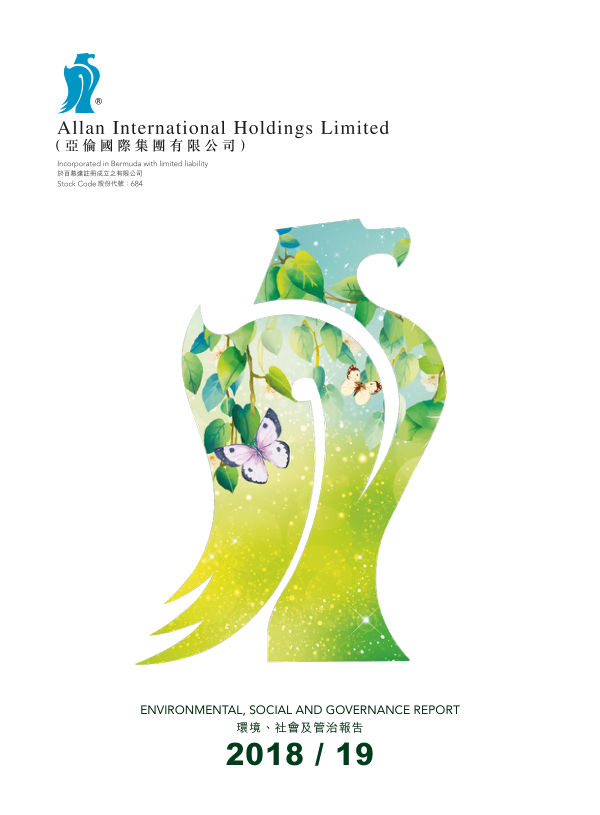 ®
Allan International Holdings Limited
(亞倫國際集團有限公司)
Incorporated in Bermuda with limited liability
於百慕達註冊成立之有限公司
Stock Code 股份代號：684
ENVIRONMENTAL, SOCIAL AND GOVERNANCE REPORT
環境、社會及管治報告
2018 / 19